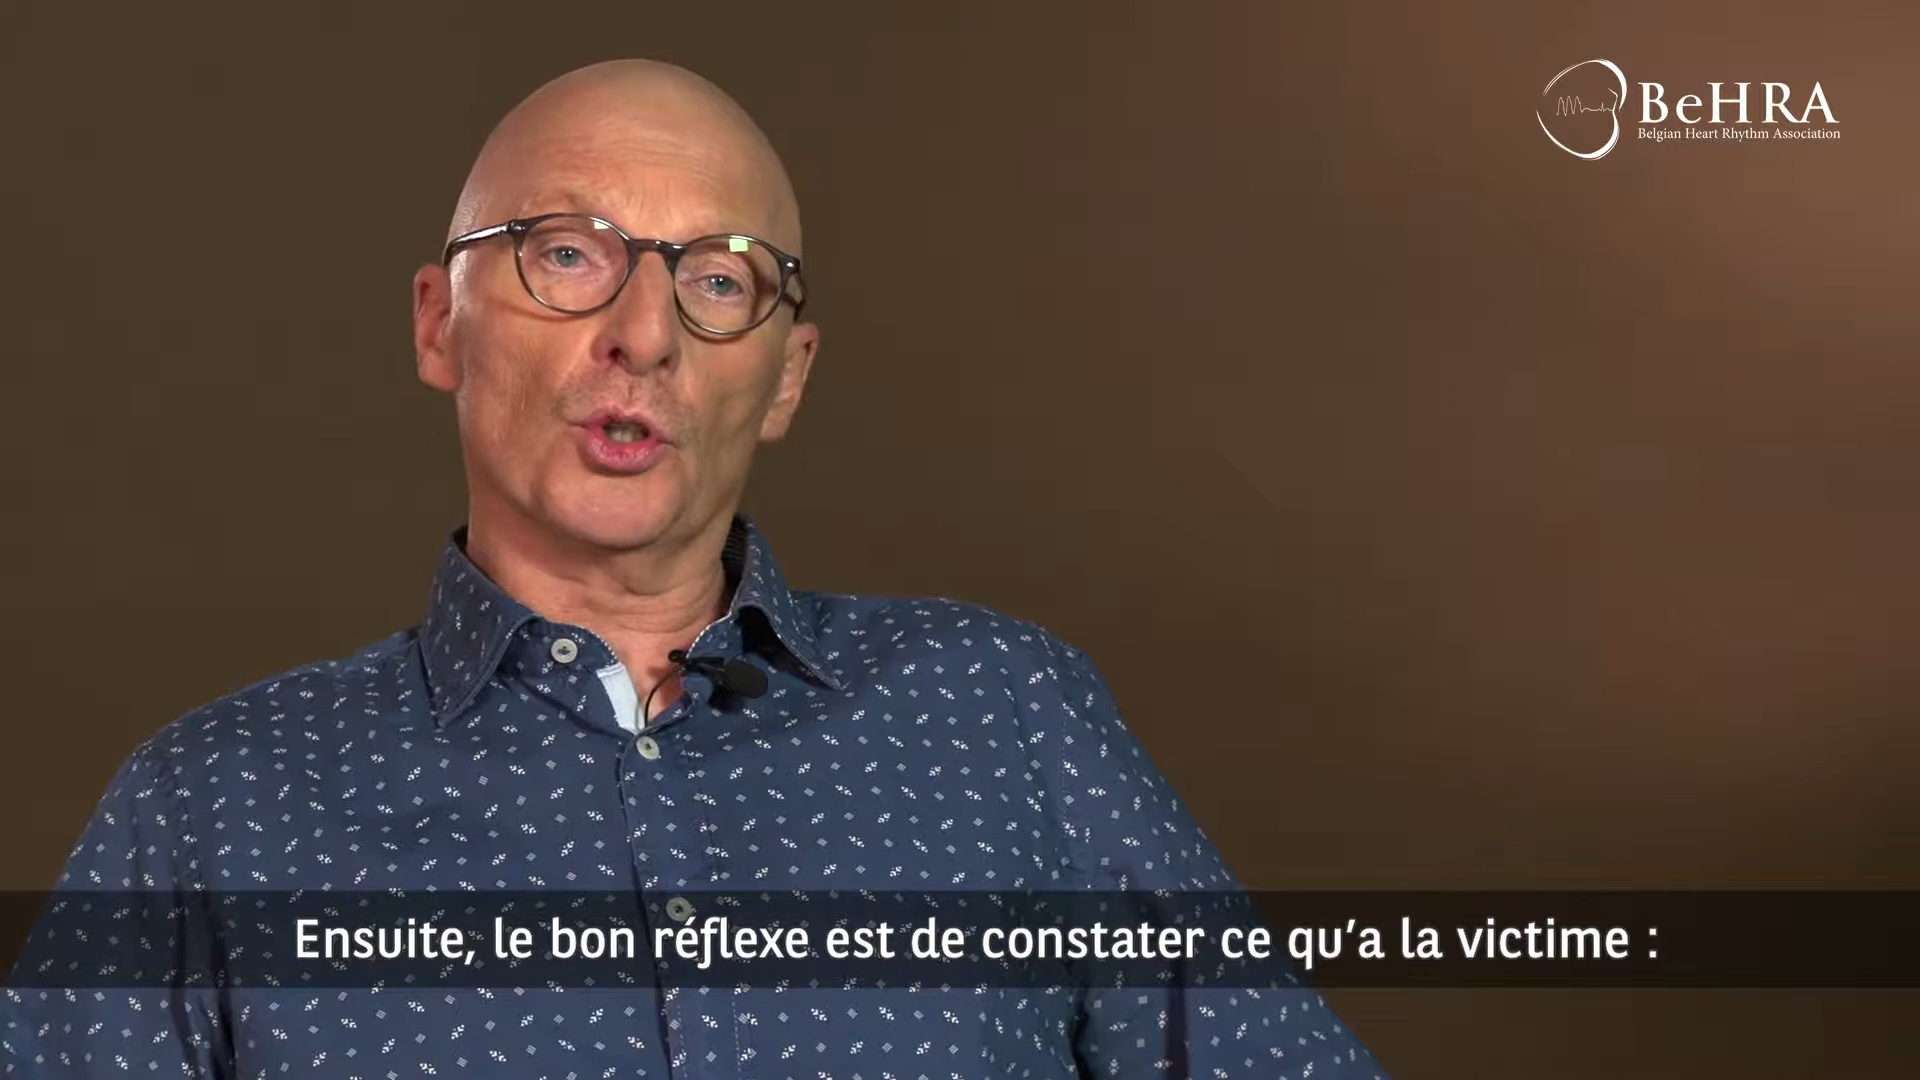 BeHRA
Belgian Heart Rhythm Association
Ensuite, le bon réflexe est de constater ce qu’a la victime :